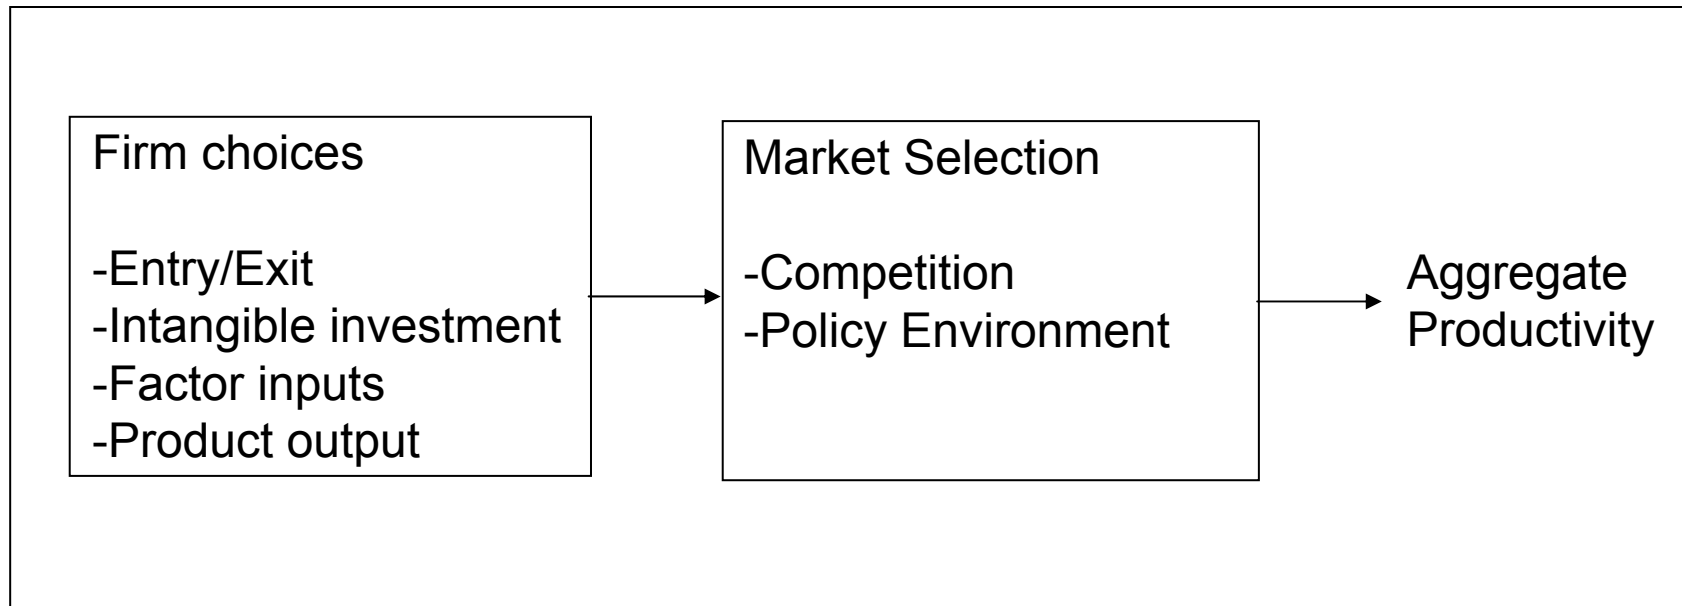 Firm choices
-Entry/Exit
-Intangible investment
-Factor inputs
-Product output
Market Selection
-Competition
-Policy Environment
Aggregate
Productivity